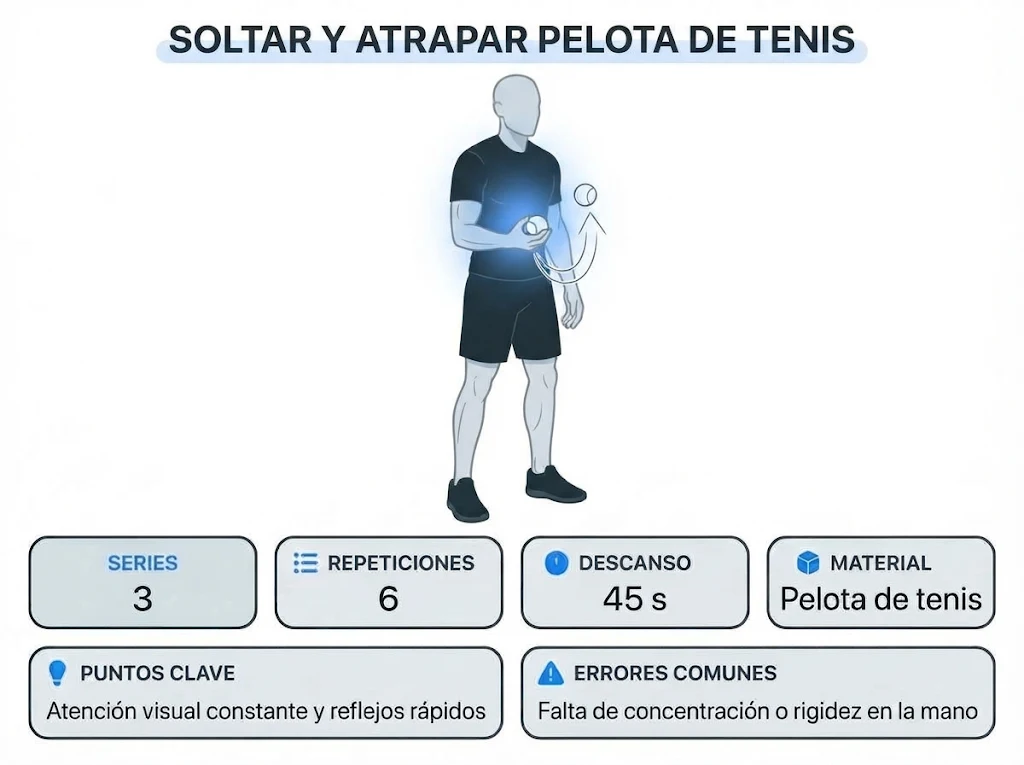 SOLTAR Y ATRAPAR PELOTA DE TENIS
SERIES
3
REPETICIONES
6
DESCANSO
45 s
MATERIAL
Pelota de tenis
PUNTOS CLAVE
Atención visual constante y reflejos rápidos
ERRORES COMUNES
Falta de concentración o rigidez en la mano